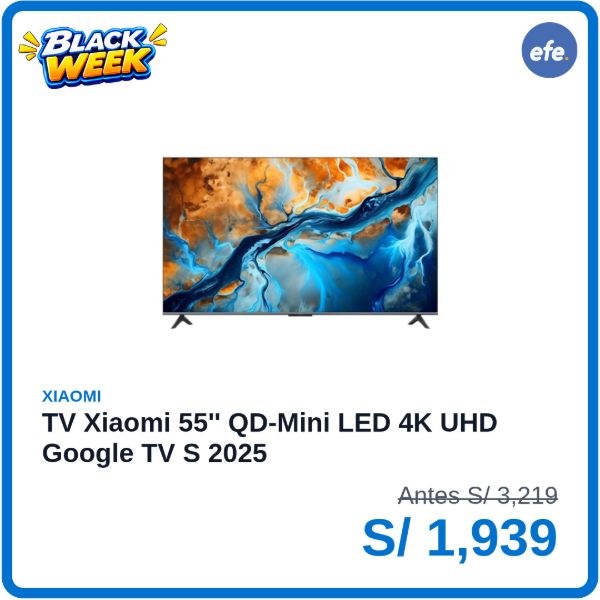 BLACK
WEEK
efe.
XIAOMI
TV Xiaomi 55'' QD-Mini LED 4K UHD
Google TV S 2025
Antes S/ 3,219
S/ 1,939